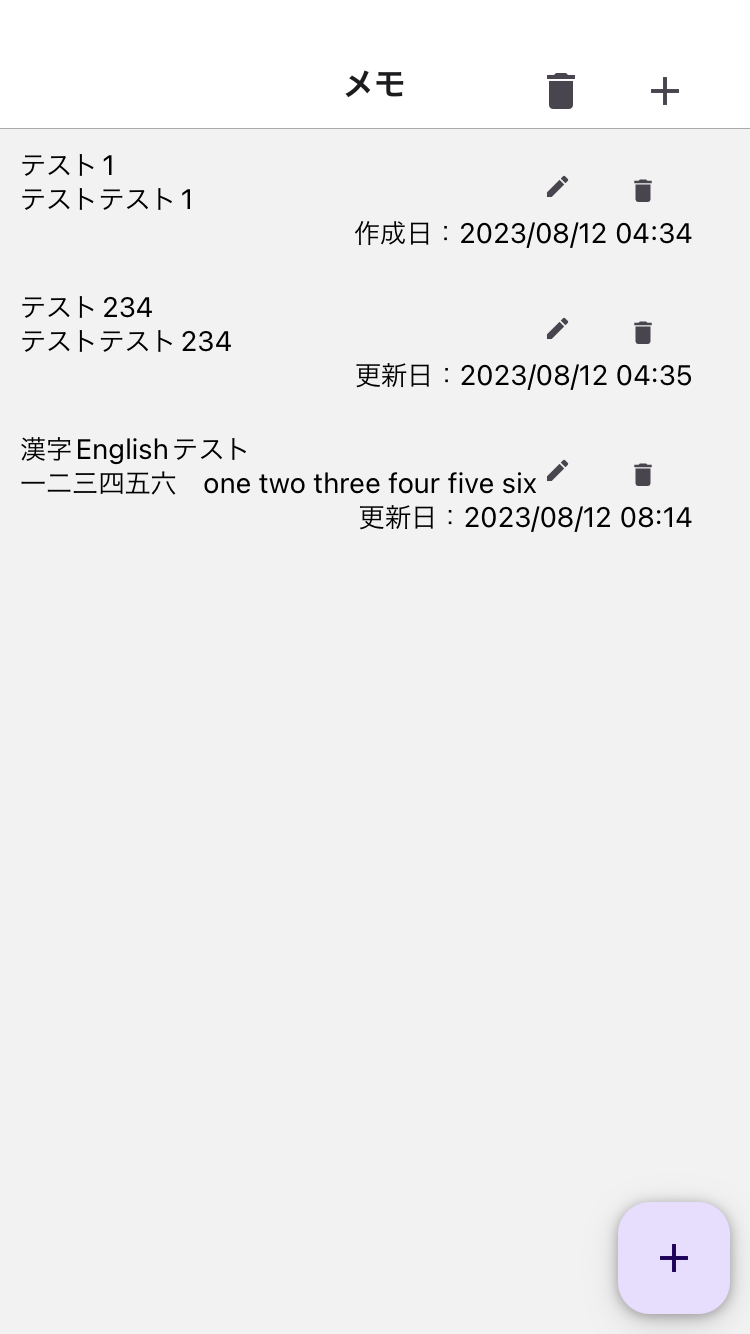 メモ
テスト1
テストテスト1
作成日：2023/08/12 04:34
テスト234
テストテスト234
更新日：2023/08/12 04:35
漢字Englishテスト
一二三四五六　one two three four five six
更新日：2023/08/12 08:14